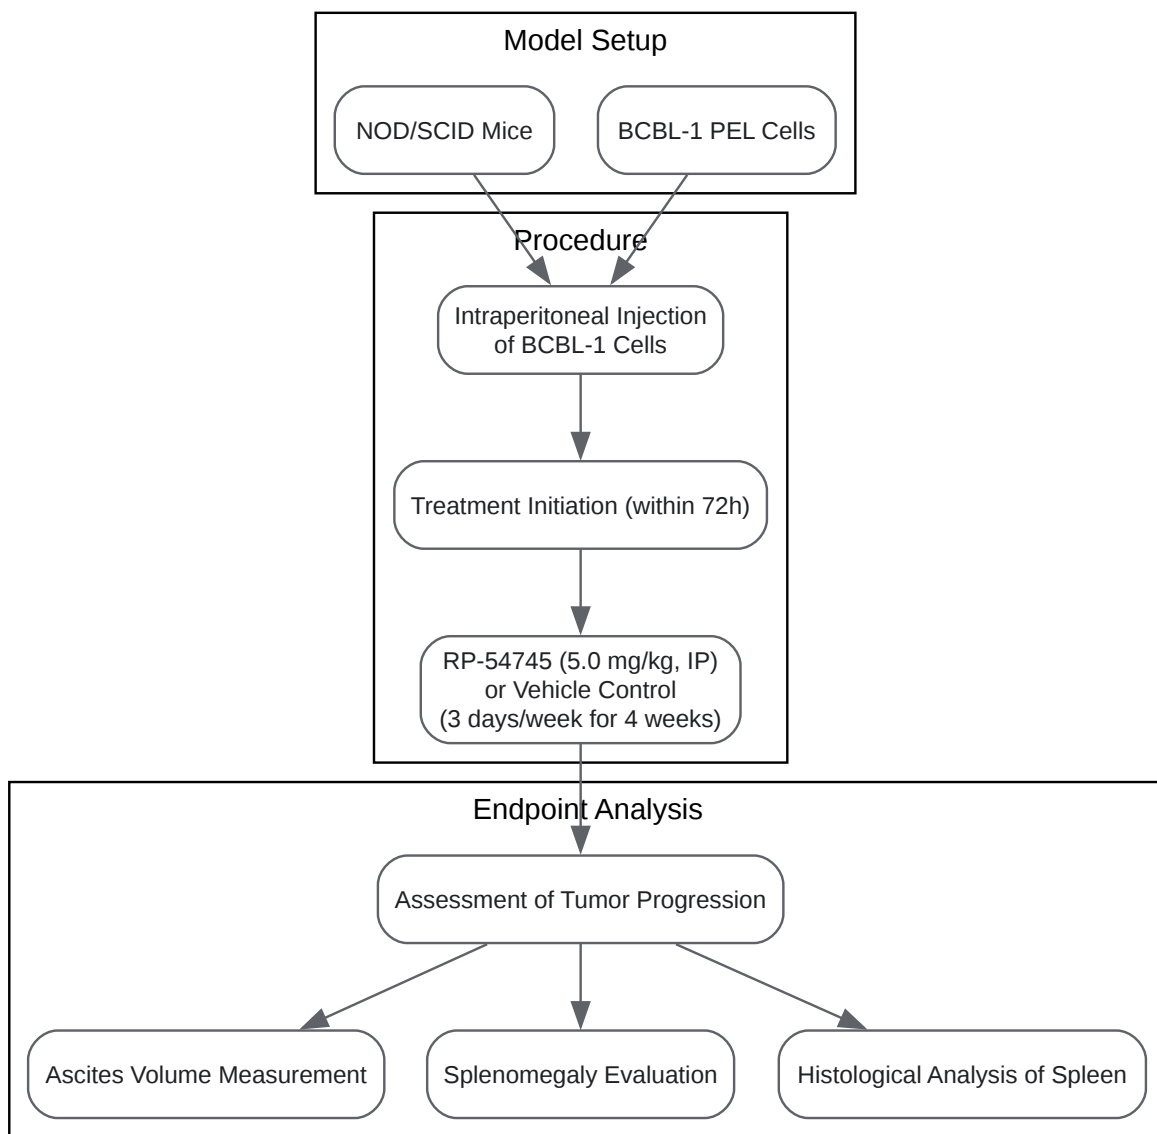 Model Setup
NOD/SCID Mice
BCBL-1 PEL Cells
Procedure
Intraperitoneal Injection
of BCBL-1 Cells
Treatment Initiation (within 72h)
RP-54745 (5.0 mg/kg, IP)
or Vehicle Control
(3 days/week for 4 weeks)
Endpoint Analysis
Assessment of Tumor Progression
Ascites Volume Measurement
Splenomegaly Evaluation
Histological Analysis of Spleen